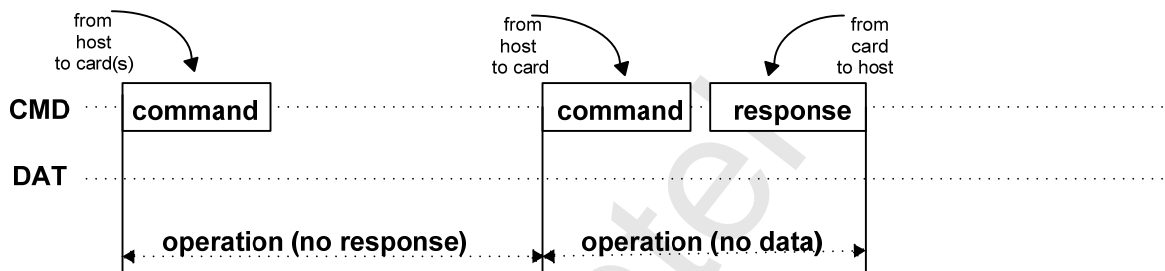 from
host
to card(s)
from
host
to card
from
card
to host
CMD
command
command
response
DAT
operation (no response)
operation (no data)